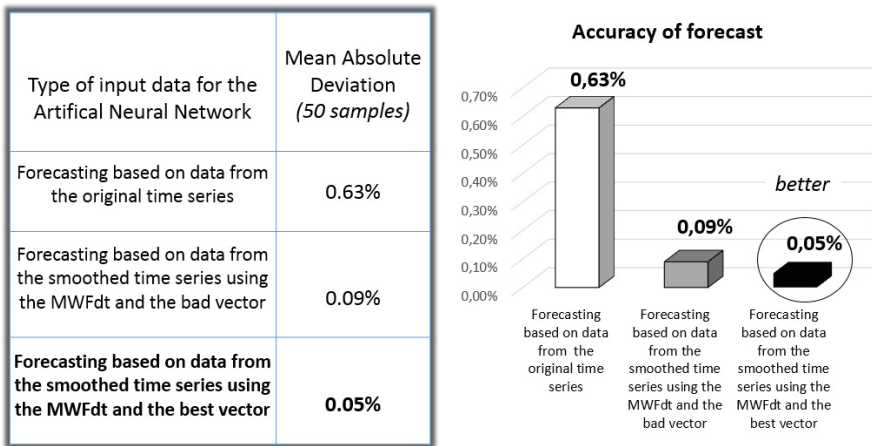 Type of input data for the
Artifical Neural Network
Mean Absolute
Deviation
(50 samples)
Forecasting based on data from
the original time series
0.63%
Forecasting based on data from
the smoothed time series using
the MWFdt and the bad vector
0.09%
Forecasting based on data from
the smoothed time series using
the MWFdt and the best vector
0.05%
Accuracy of forecast
0,70%
0,60%
0,50%
0,40%
0,30%
0,20%
0,10%
0,00%
0,63%
0,09%
better
0,05%
Forecasting
based on data
from the
original time
series
Forecasting
based on data
from the
smoothed time
series using the
MWFdt and the
bad vector
Forecasting
based on data
from the
smoothed time
series using the
MWFdt and the
best vector